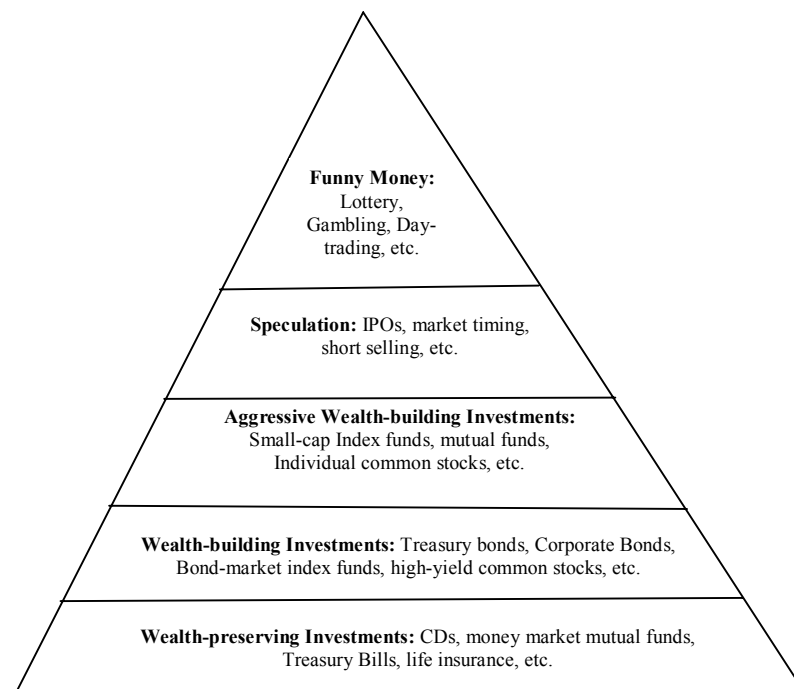 Funny Money:
Lottery,
Gambling, Day-
trading, etc.
Speculation: IPOs, market timing,
short selling, etc.
Aggressive Wealth-building Investments:
Small-cap Index funds, mutual funds,
Individual common stocks, etc.
Wealth-building Investments: Treasury bonds, Corporate Bonds,
Bond-market index funds, high-yield common stocks, etc.
Wealth-preserving Investments: CDs, money market mutual funds,
Treasury Bills, life insurance, etc.